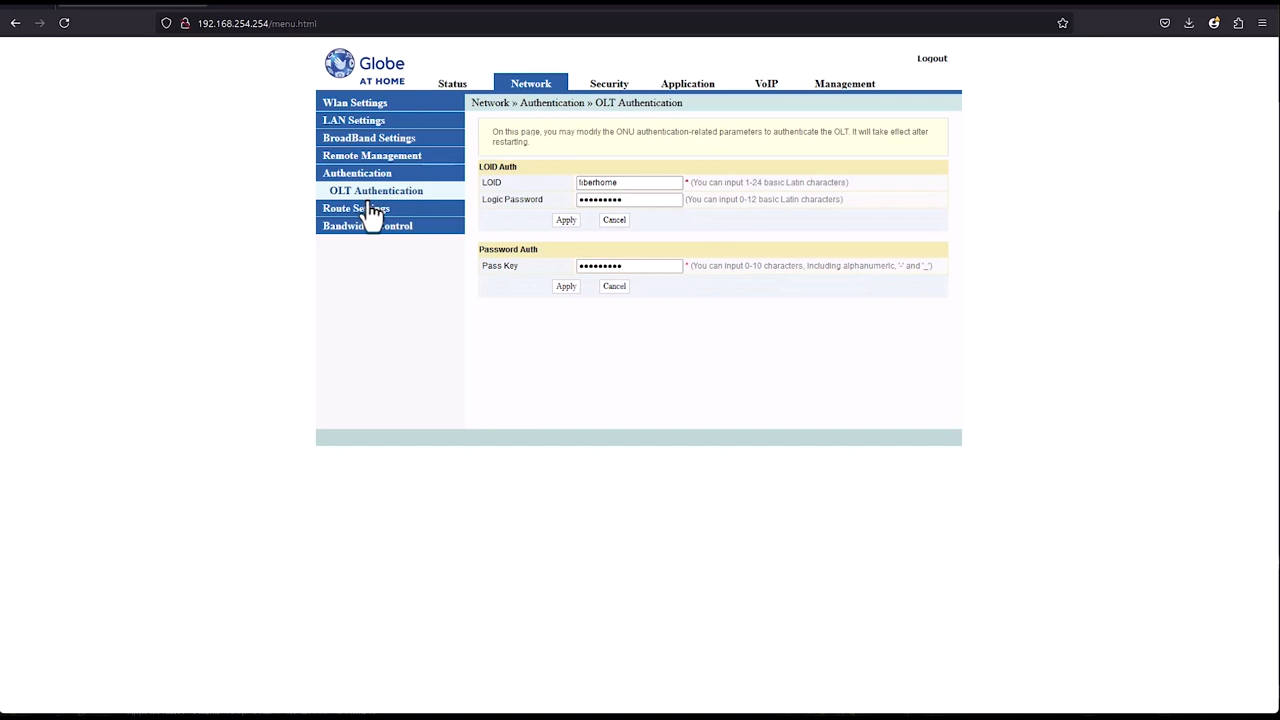 192.168.254.254/menu.html
Globe
AT HOME
Logout
Status Network Security Application VoIP Management
Wlan Settings
LAN Settings
BroadBand Settings
Remote Management
Authentication
OLT Authentication
Route Settings
Bandwidth Control
Network » Authentication » OLT Authentication
On this page, you may modify the ONU authentication-related parameters to authenticate the OLT. It will take effect after
restarting.
LOID Auth
LOID fiberhome * (You can input 1-24 basic Latin characters)
Logic Password ●●●●●●●●● (You can input 0-12 basic Latin characters)
Apply Cancel
Password Auth
Pass Key ●●●●●●●●● * (You can input 0-10 characters, including alphanumeric, '-' and '_')
Apply Cancel